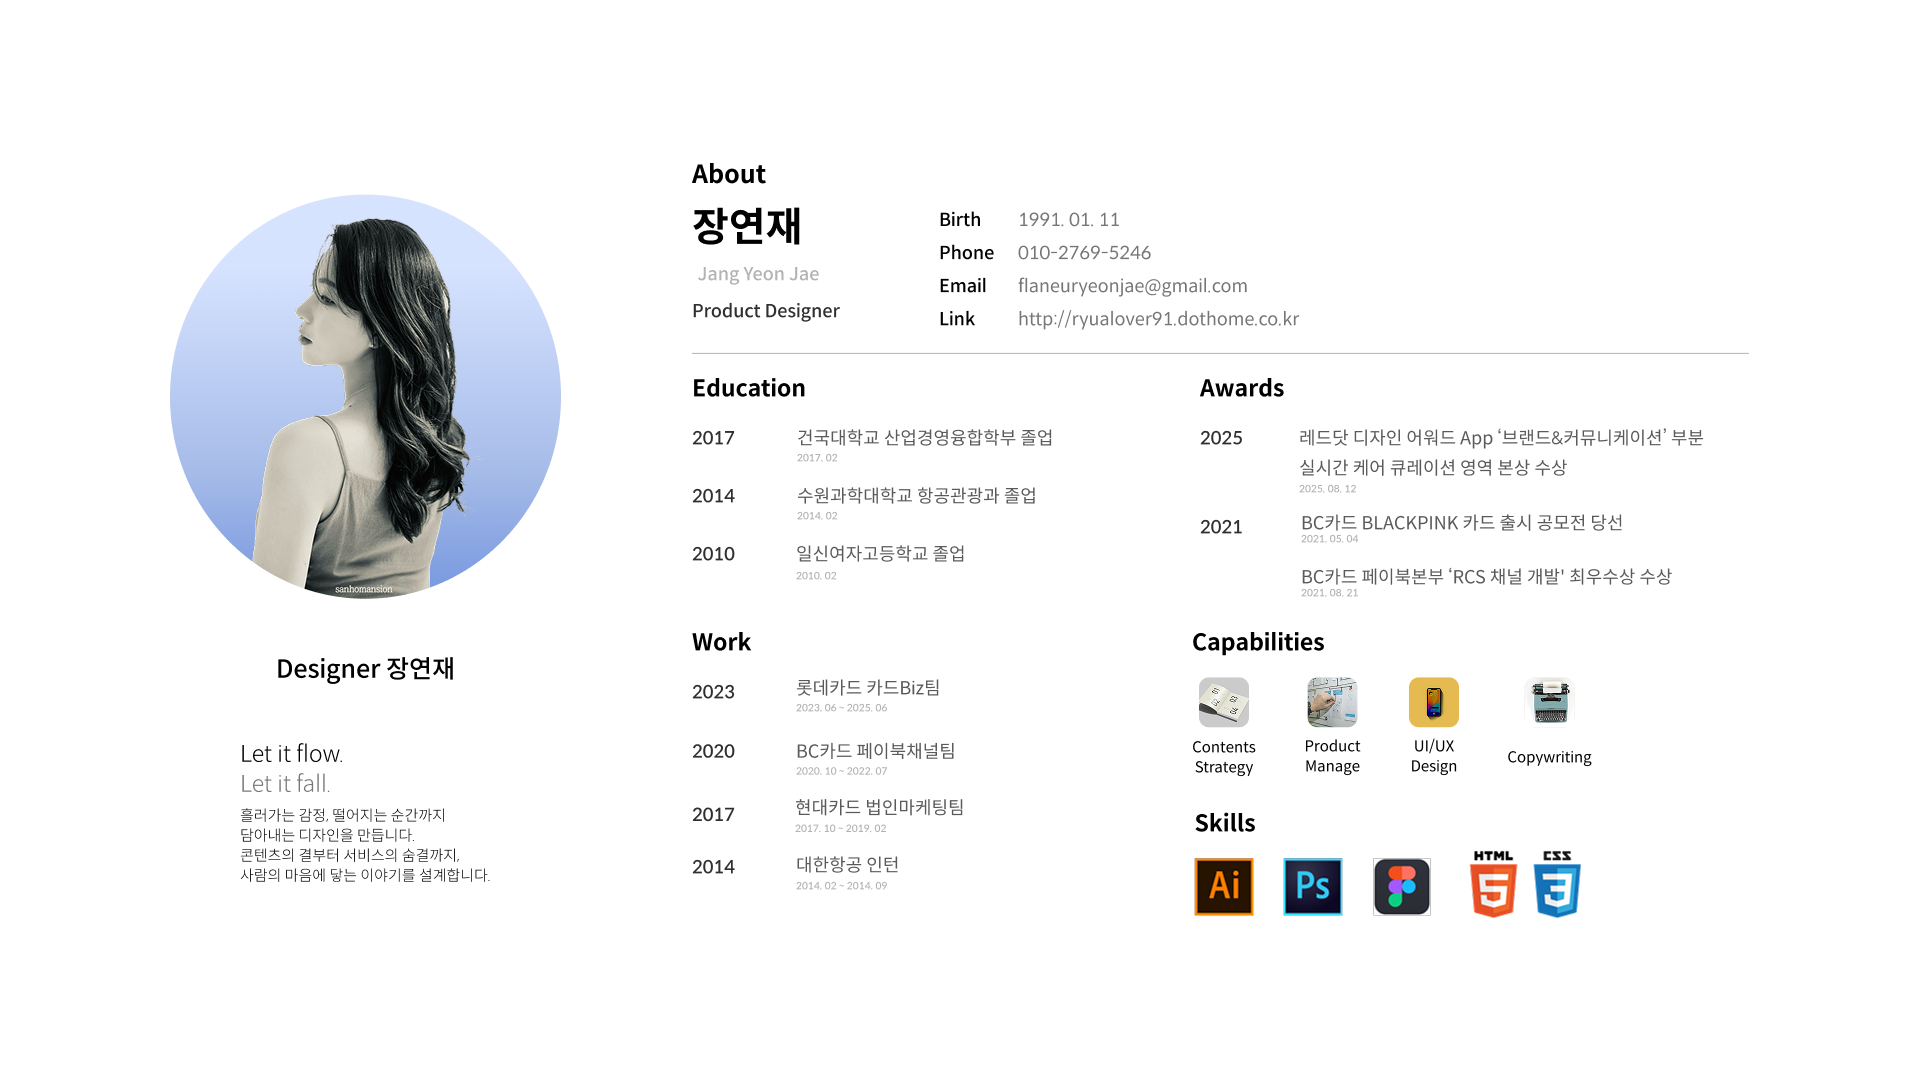 About
장연재
Jang Yeon Jae
Product Designer
Birth 1991. 01. 11
Phone 010-2769-5246
Email flaneuryeonjae@gmail.com
Link http://ryualover91.dothome.co.kr
sanhomansion
Designer 장연재
Let it flow.
Let it fall.
흘러가는 감정, 떨어지는 순간까지
담아내는 디자인을 만듭니다.
콘텐츠의 결부터 서비스의 숨결까지,
사람의 마음에 닿는 이야기를 설계합니다.
Education
2017 건국대학교 산업경영융합학부 졸업
2017. 02
2014 수원과학대학교 항공관광과 졸업
2014. 02
2010 일신여자고등학교 졸업
2010. 02
Awards
2025 레드닷 디자인 어워드 App ‘브랜드&커뮤니케이션’ 부분
실시간 케어 큐레이션 영역 본상 수상
2025. 08. 12
2021 BC카드 BLACKPINK 카드 출시 공모전 당선
2021. 05. 04
BC카드 페이북본부 ‘RCS 채널 개발' 최우수상 수상
2021. 08. 21
Work
2023 롯데카드 카드Biz팀
2023. 06 ~ 2025. 06
2020 BC카드 페이북채널팀
2020. 10 ~ 2022. 07
2017 현대카드 법인마케팅팀
2017. 10 ~ 2019. 02
2014 대한항공 인턴
2014. 02 ~ 2014. 09
Capabilities
Contents
Strategy
Product
Manage
UI/UX
Design
Copywriting
Skills
Ai
Ps
HTML
5
CSS
3